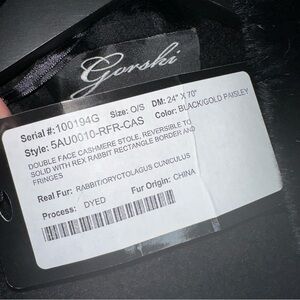 Gorski
Serial #:100194G Size: O/S DM: 24" X 70"
Style: 5AU0010-RFR-CAS Color: BLACK/GOLD PAISLEY
DOUBLE FACE CASHMERE STOLE, REVERSIBLE TO
SOLID WITH REX RABBIT RECTANGLE BORDER AND
FRINGES
Real Fur: RABBIT/ORYCTOLAGUS CUNICULUS
Process: DYED Fur Origin: CHINA